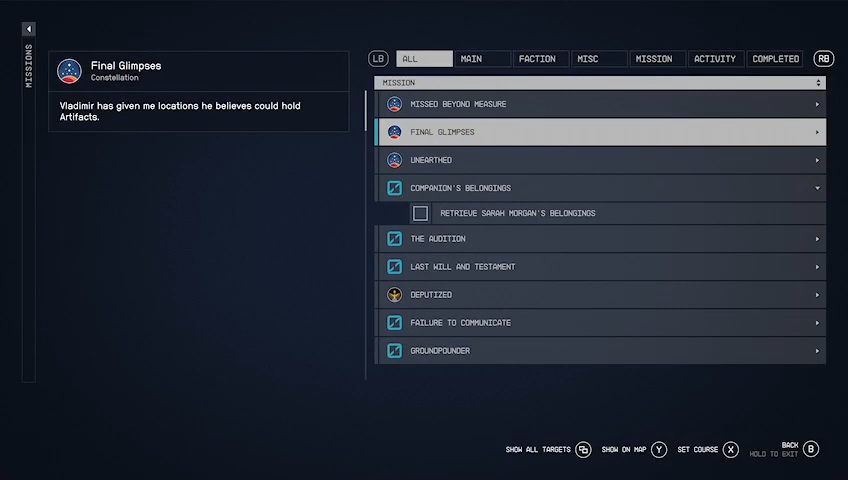 MISSIONS
Final Glimpses
Constellation
Vladimir has given me locations he believes could hold
Artifacts.
LB
ALL
MAIN
FACTION
MISC
MISSION
ACTIVITY
COMPLETED
RB
MISSION
MISSED BEYOND MEASURE
FINAL GLIMPSES
UNEARTHED
COMPANION'S BELONGINGS
RETRIEVE SARAH MORGAN'S BELONGINGS
THE AUDITION
LAST WILL AND TESTAMENT
DEPUTIZED
FAILURE TO COMMUNICATE
GROUNDPOUNDER
SHOW ALL TARGETS
SHOW ON MAP Y
SET COURSE X
BACK B
HOLD TO EXIT